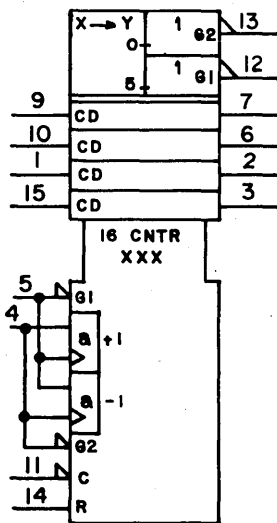 X → Y 1 G2 13
0
1 G1 12
5
9 CD 7
10 CD 6
1 CD 2
15 CD 3
16 CNTR
XXX
5 G1
4
a +1
a -1
G2
11 C
14 R